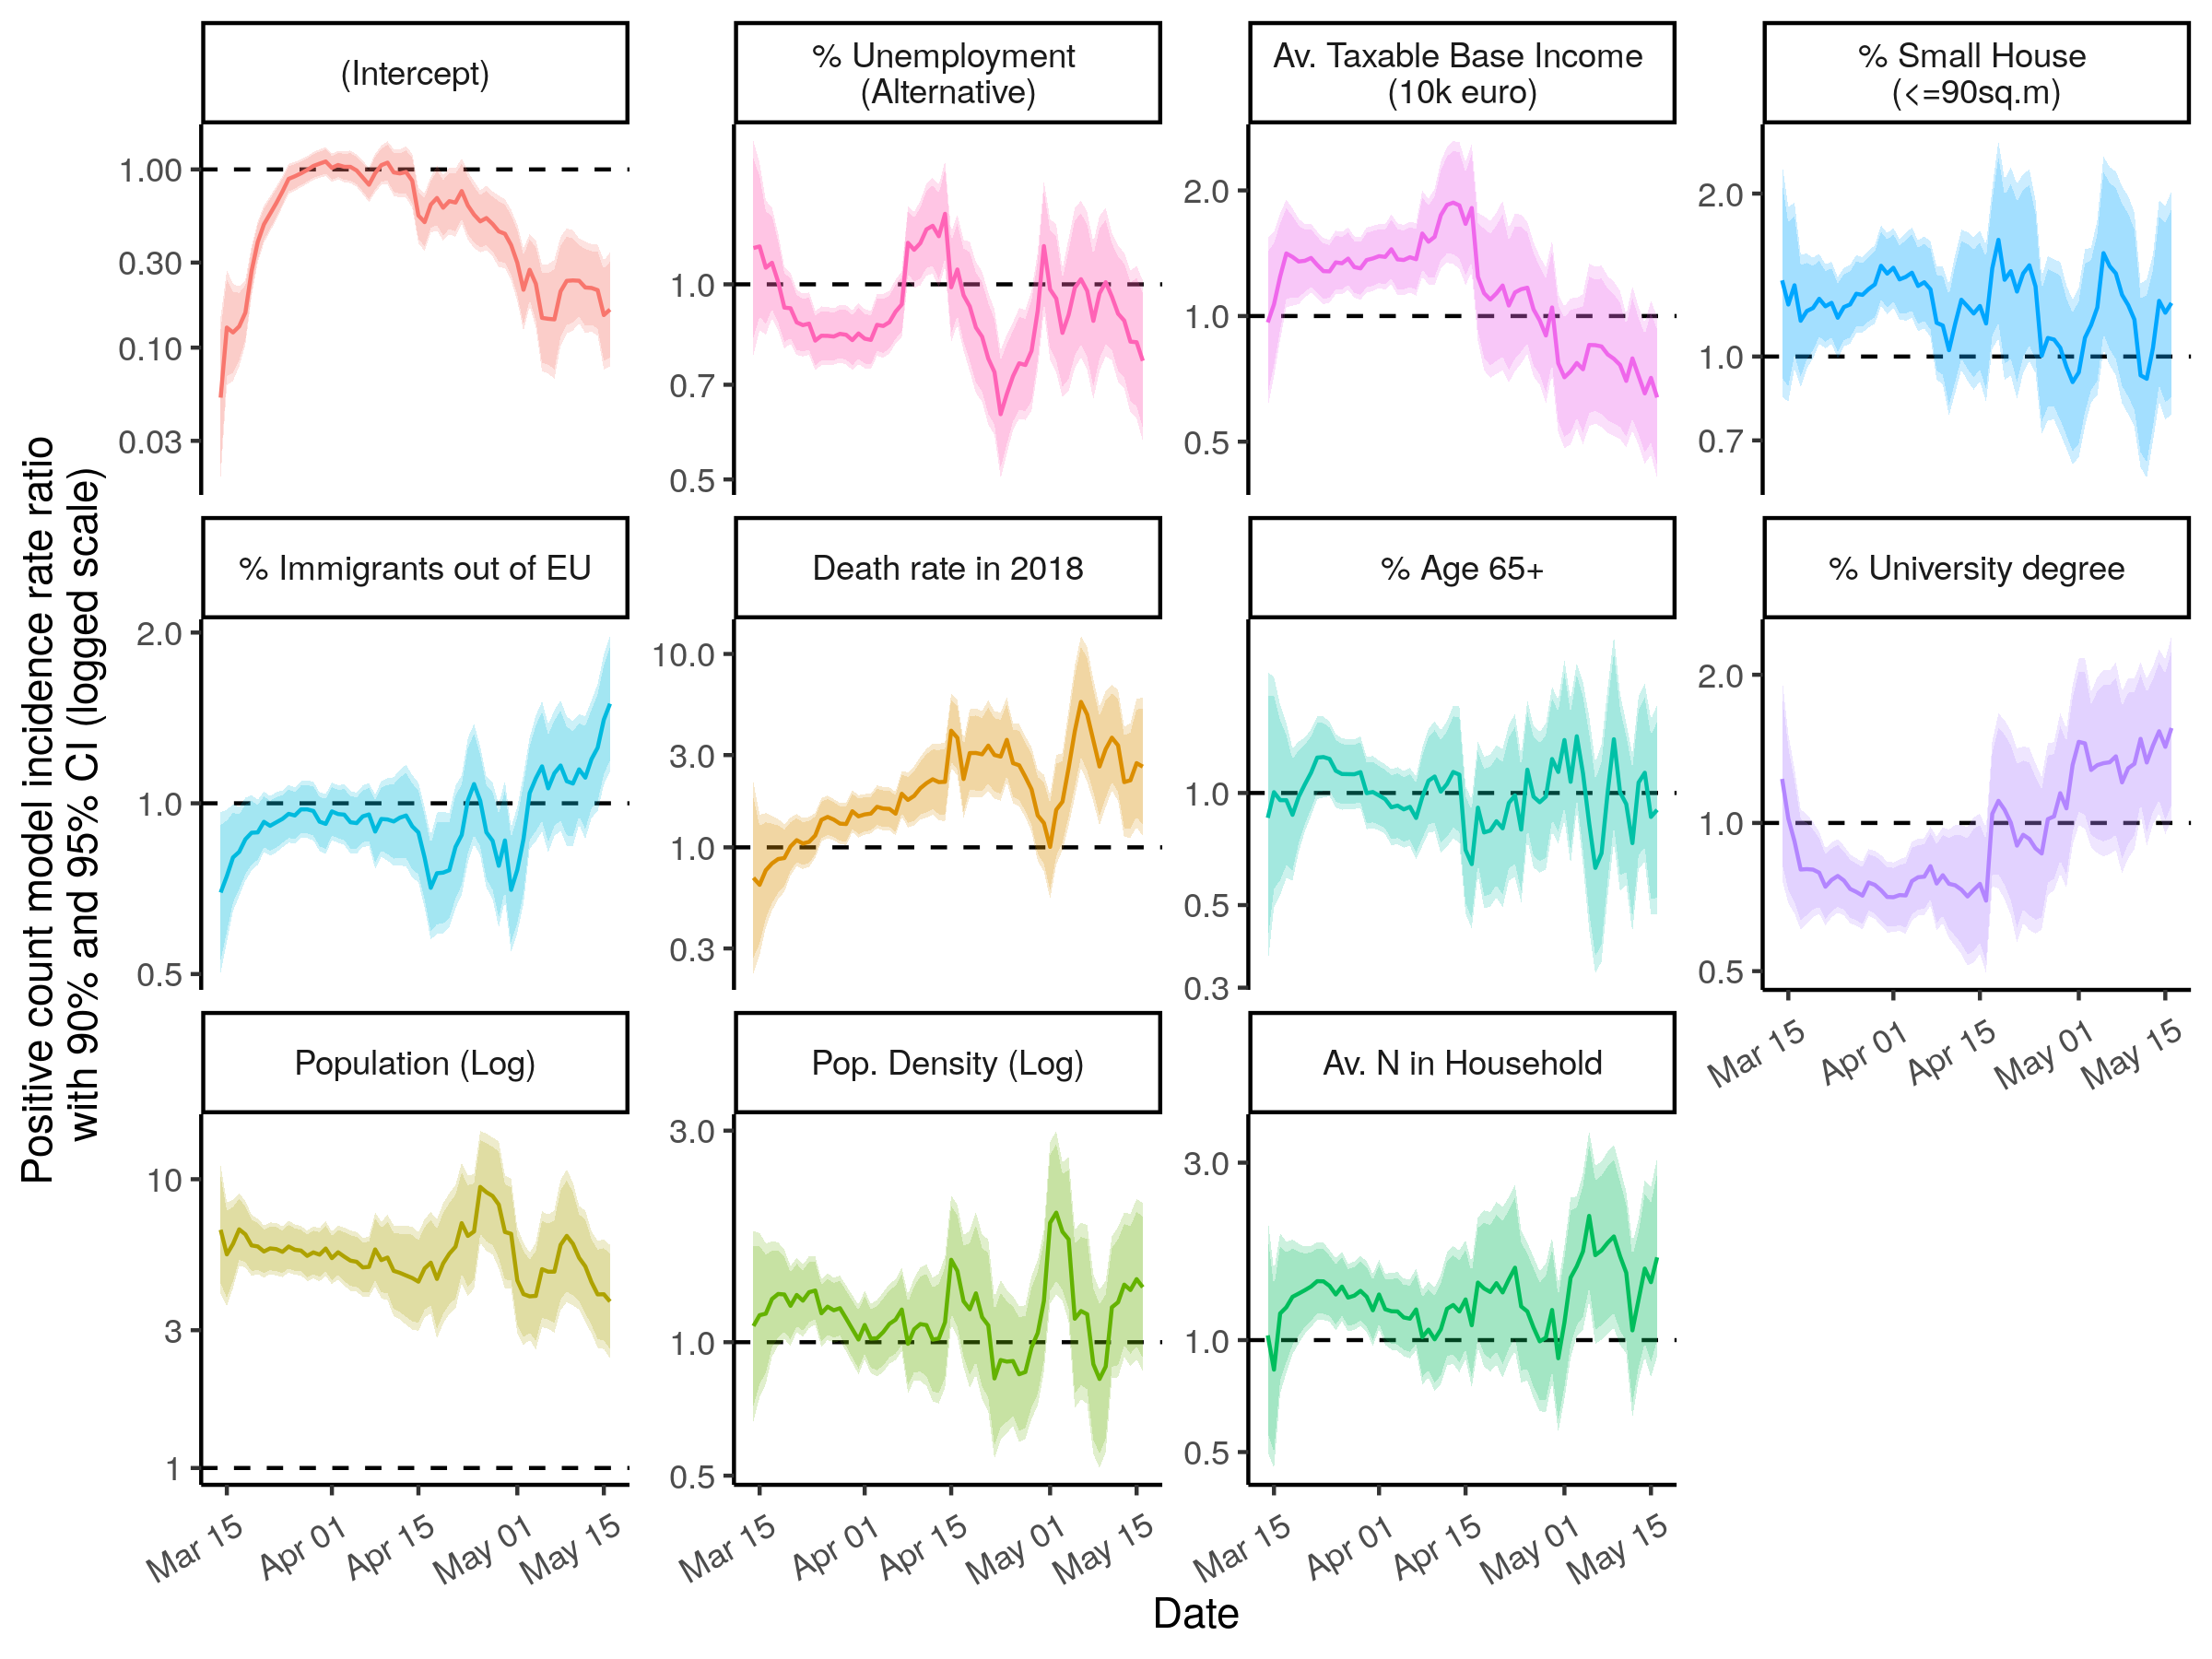 (Intercept)
% Unemployment
(Alternative)
Av. Taxable Base Income
(10k euro)
% Small House
(<=90sq.m)
1.00
0.30
0.10
0.03
1.0
0.7
0.5
2.0
1.0
0.5
2.0
1.0
0.7
% Immigrants out of EU
Death rate in 2018
% Age 65+
% University degree
2.0
1.0
0.5
10.0
3.0
1.0
0.3
1.0
0.5
0.3
2.0
1.0
0.5
Mar 15
Apr 01
Apr 15
May 01
May 15
Population (Log)
Pop. Density (Log)
Av. N in Household
10
3
1
3.0
1.0
0.5
3.0
1.0
0.5
Mar 15
Apr 01
Apr 15
May 01
May 15
Mar 15
Apr 01
Apr 15
May 01
May 15
Mar 15
Apr 01
Apr 15
May 01
May 15
Date
Positive count model incidence rate ratio
with 90% and 95% CI (logged scale)